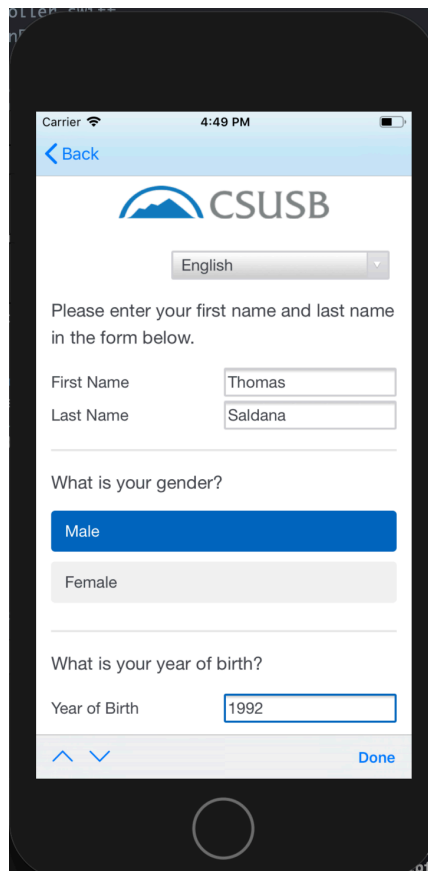 oller.swift
Carrier 4:49 PM
Back
CSUSB
English
Please enter your first name and last name
in the form below.
First Name Thomas
Last Name Saldana
What is your gender?
Male
Female
What is your year of birth?
Year of Birth 1992
Done